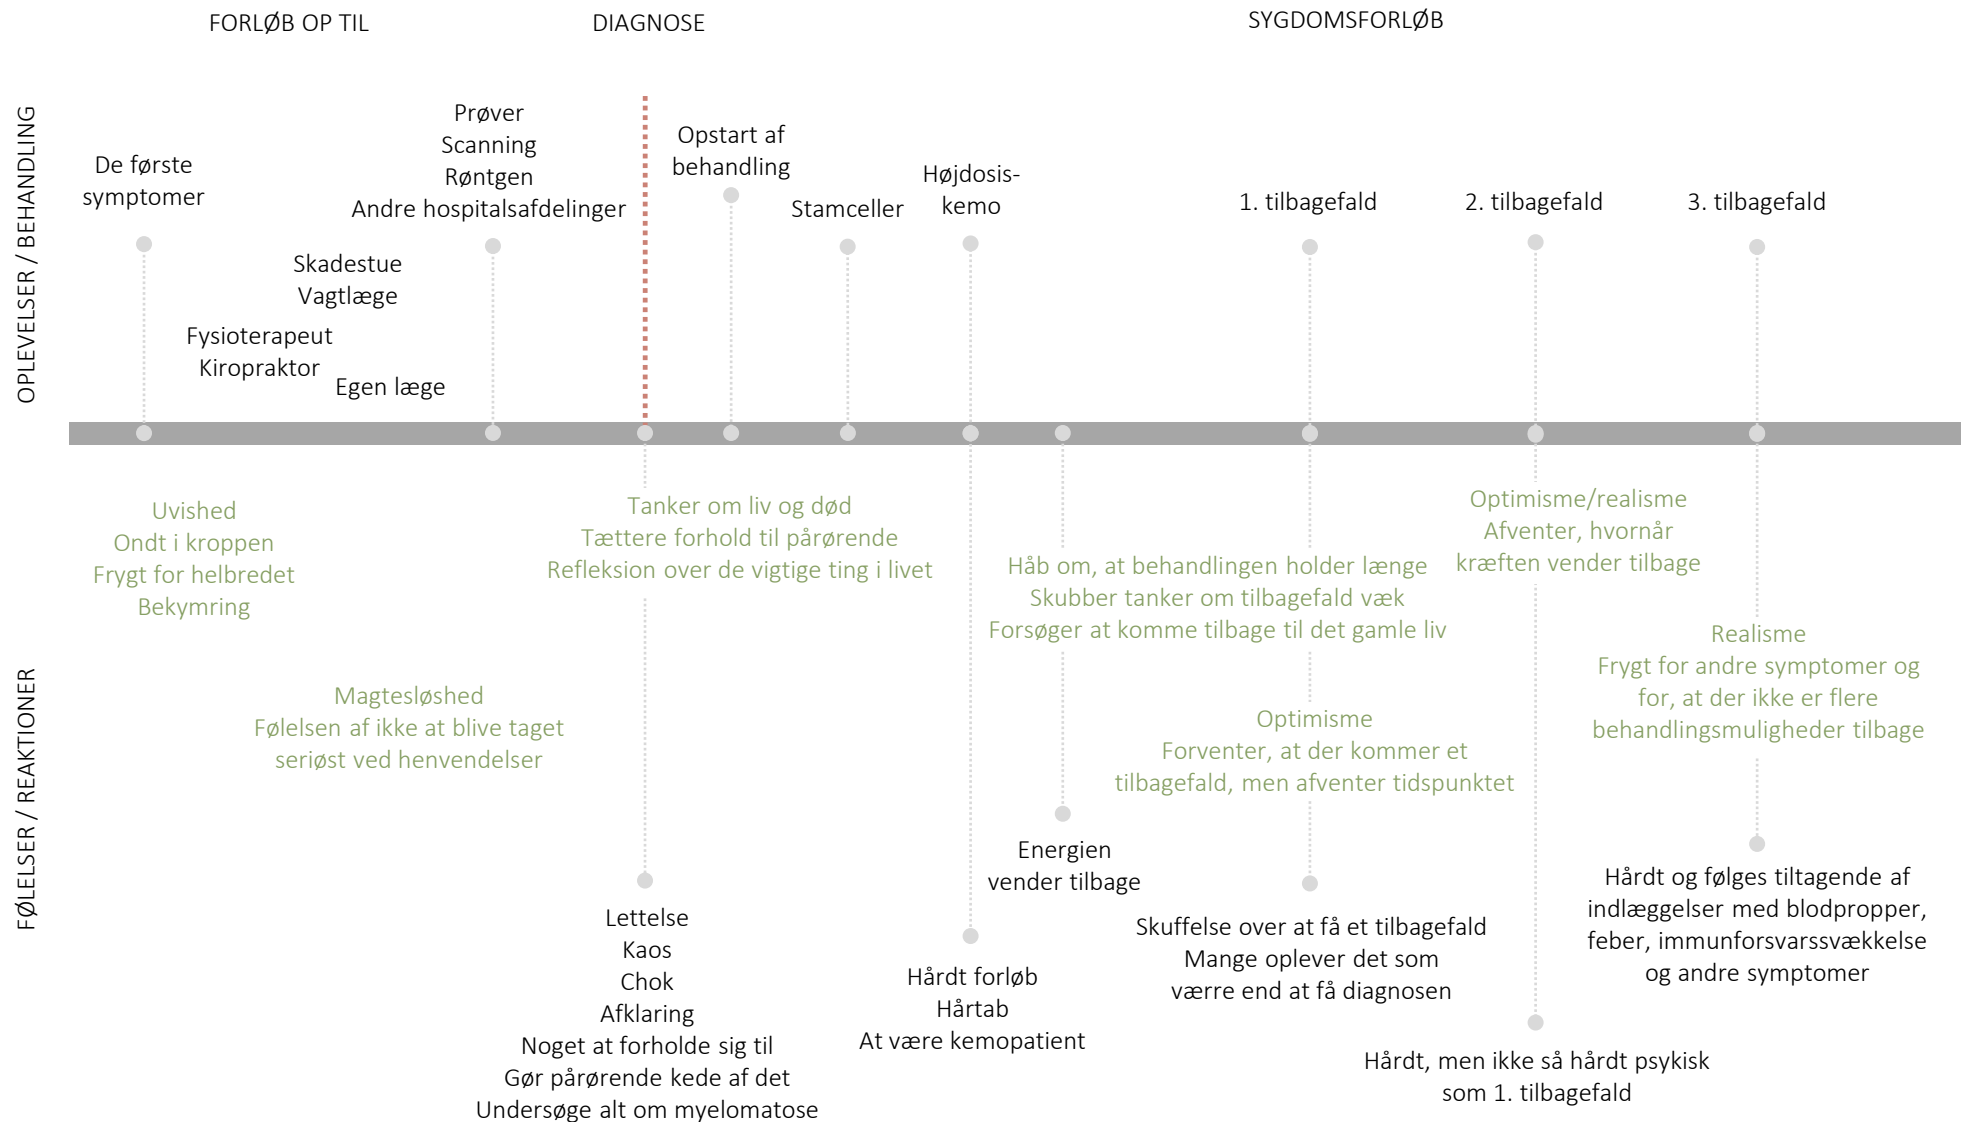 FORLØB OP TIL
DIAGNOSE
SYGDOMSFORLØB
OPLEVELSER / BEHANDLING
De første
symptomer
Fysioterapeut
Kiropraktor
Skadestue
Vagtlæge
Egen læge
Prøver
Scanning
Røntgen
Andre hospitalsafdelinger
Opstart af
behandling
Stamceller
Højdosis-
kemo
1. tilbagefald
2. tilbagefald
3. tilbagefald
FØLELSER / REAKTIONER
Uvished
Ondt i kroppen
Frygt for helbredet
Bekymring
Magtesløshed
Følelsen af ikke at blive taget
seriøst ved henvendelser
Tanker om liv og død
Tættere forhold til pårørende
Refleksion over de vigtige ting i livet
Lettelse
Kaos
Chok
Afklaring
Noget at forholde sig til
Gør pårørende kede af det
Undersøge alt om myelomatose
Hårdt forløb
Hårtab
At være kemopatient
Håb om, at behandlingen holder længe
Skubber tanker om tilbagefald væk
Forsøger at komme tilbage til det gamle liv
Energien
vender tilbage
Optimisme
Forventer, at der kommer et
tilbagefald, men afventer tidspunktet
Skuffelse over at få et tilbagefald
Mange oplever det som
værre end at få diagnosen
Optimisme/realisme
Afventer, hvornår
kræften vender tilbage
Hårdt, men ikke så hårdt psykisk
som 1. tilbagefald
Realisme
Frygt for andre symptomer og
for, at der ikke er flere
behandlingsmuligheder tilbage
Hårdt og følges tiltagende af
indlæggelser med blodpropper,
feber, immunforsvarssvækkelse
og andre symptomer